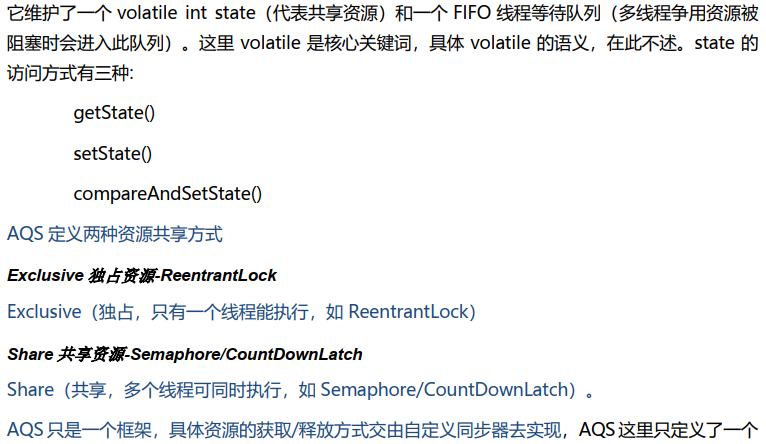 它维护了一个 volatile int state（代表共享资源）和一个 FIFO 线程等待队列（多线程争用资源被
阻塞时会进入此队列）。这里 volatile 是核心关键词，具体 volatile 的语义，在此不述。state 的
访问方式有三种:
getState()
setState()
compareAndSetState()
AQS 定义两种资源共享方式
Exclusive 独占资源-ReentrantLock
Exclusive（独占，只有一个线程能执行，如 ReentrantLock）
Share 共享资源-Semaphore/CountDownLatch
Share（共享，多个线程可同时执行，如 Semaphore/CountDownLatch）。
AQS 只是一个框架，具体资源的获取/释放方式交由自定义同步器去实现，AQS 这里只定义了一个